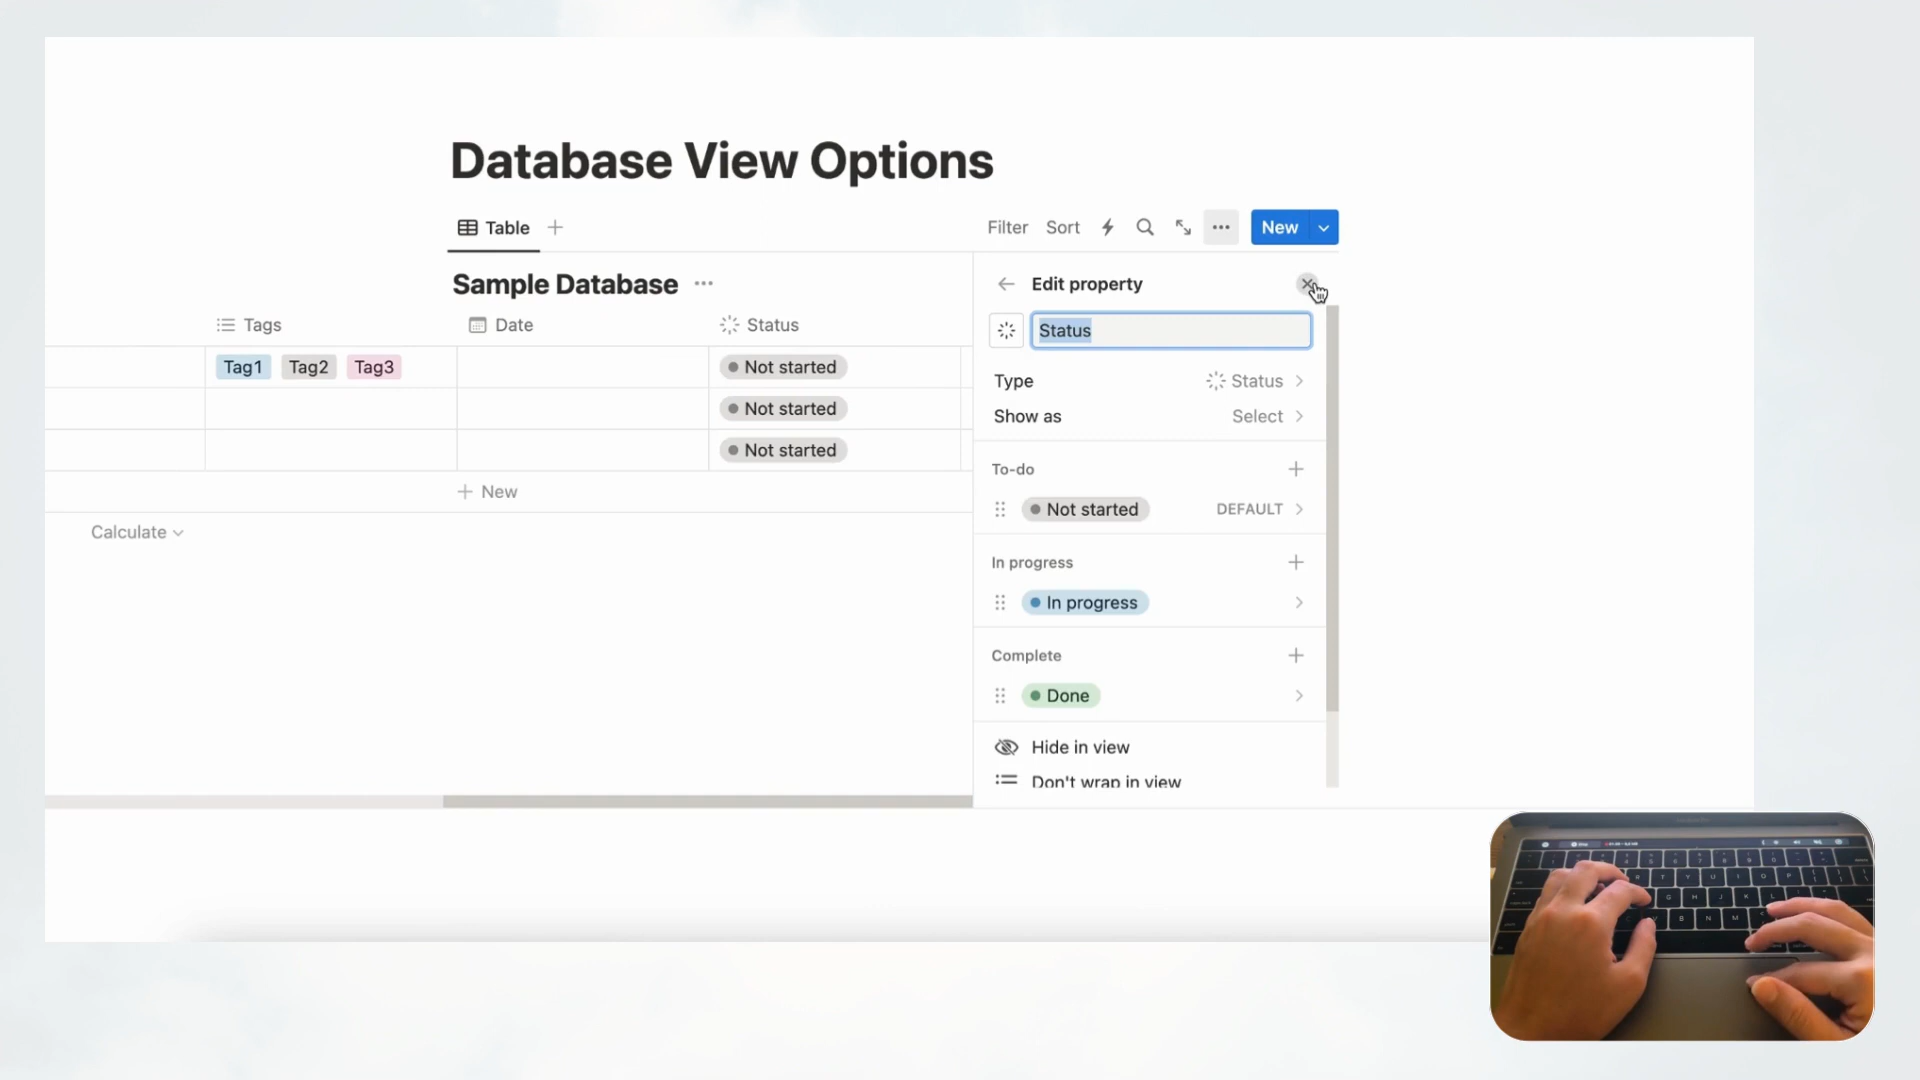 Database View Options
Table
Filter Sort New
Sample Database ...
Edit property
Tags Date Status
Status
Tag1 Tag2 Tag3 Not started
Not started
Not started
+ New
Calculate
Type Status
Show as Select
To-do
Not started DEFAULT
In progress
In progress
Complete
Done
Hide in view
Don't wrap in view